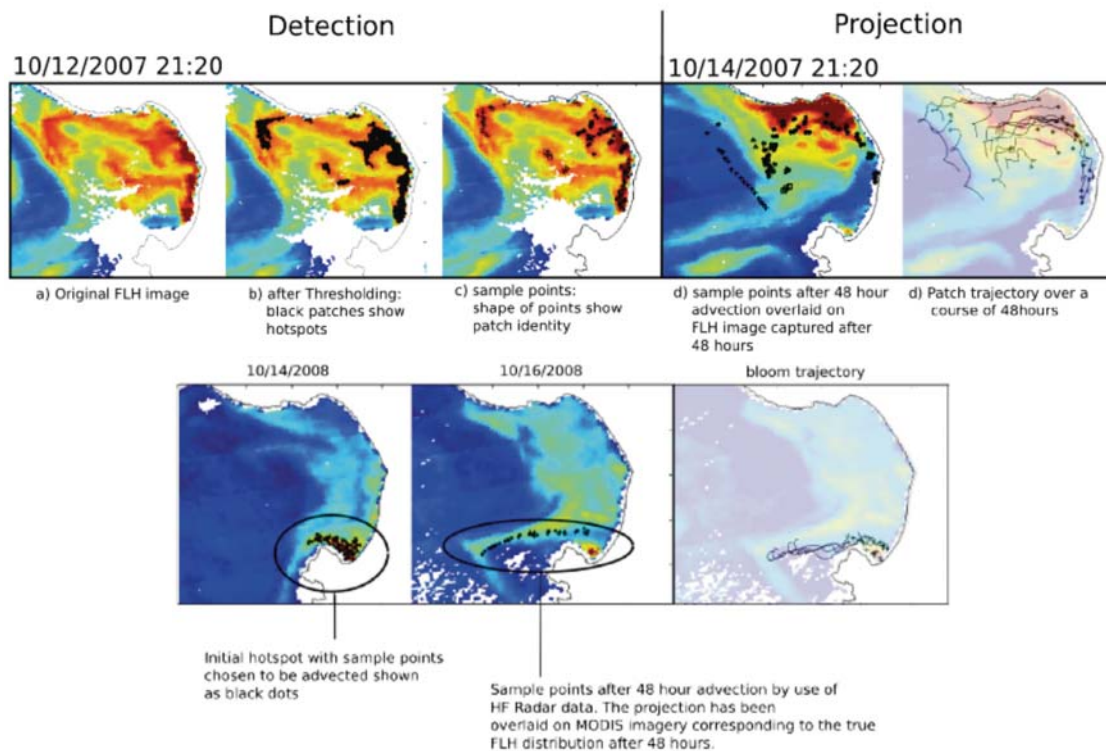 Detection
Projection
10/12/2007 21:20
10/14/2007 21:20
a) Original FLH image
b) after Thresholding:
black patches show
hotspots
c) sample points:
shape of points show
patch identity
d) sample points after 48 hour
advection overlaid on
FLH image captured after
48 hours
d) Patch trajectory over a
course of 48hours
10/14/2008
10/16/2008
bloom trajectory
Initial hotspot with sample points
chosen to be advected shown
as black dots
Sample points after 48 hour advection by use of
HF Radar data. The projection has been
overlaid on MODIS imagery corresponding to the true
FLH distribution after 48 hours.